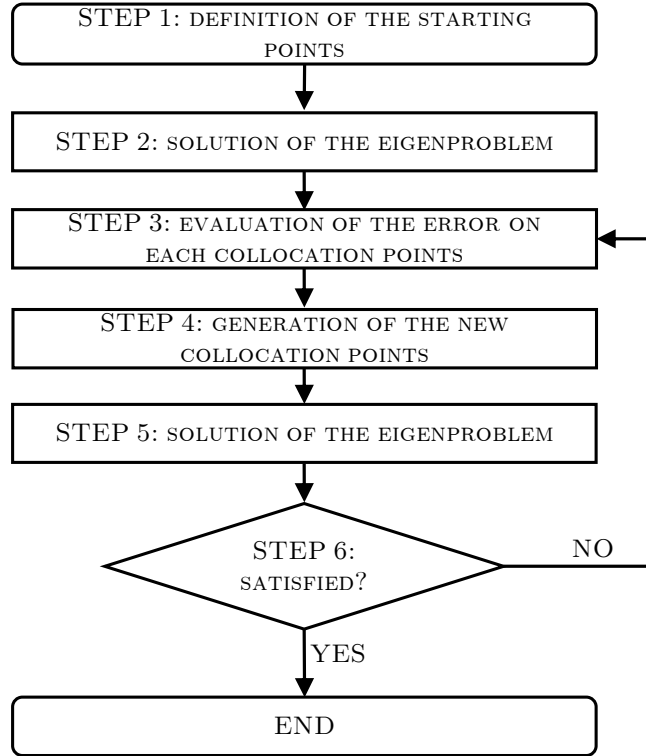 STEP 1: DEFINITION OF THE STARTING
POINTS
STEP 2: SOLUTION OF THE EIGENPROBLEM
STEP 3: EVALUATION OF THE ERROR ON
EACH COLLOCATION POINTS
STEP 4: GENERATION OF THE NEW
COLLOCATION POINTS
STEP 5: SOLUTION OF THE EIGENPROBLEM
STEP 6:
SATISFIED?
NO
YES
END